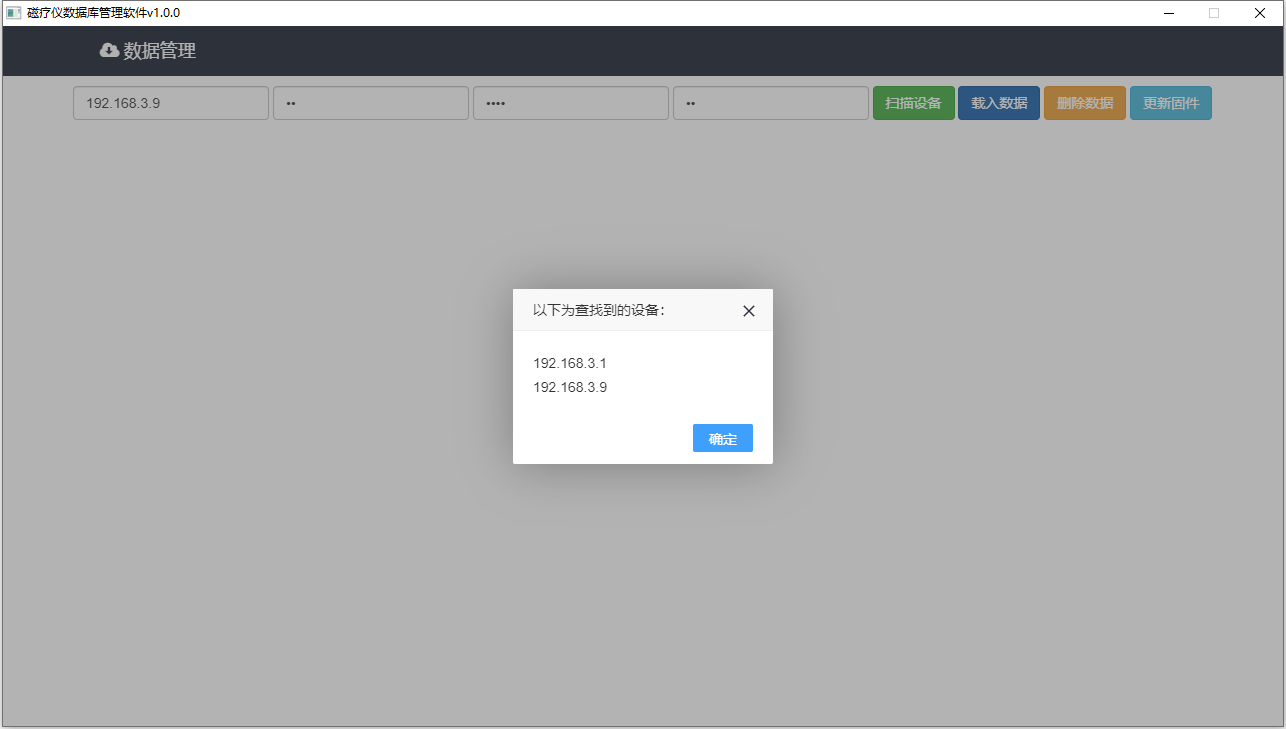 磁疗仪数据库管理软件v1.0.0
数据管理
192.168.3.9 •• •••• •• 扫描设备 载入数据 删除数据 更新固件
以下为查找到的设备：
192.168.3.1
192.168.3.9
确定